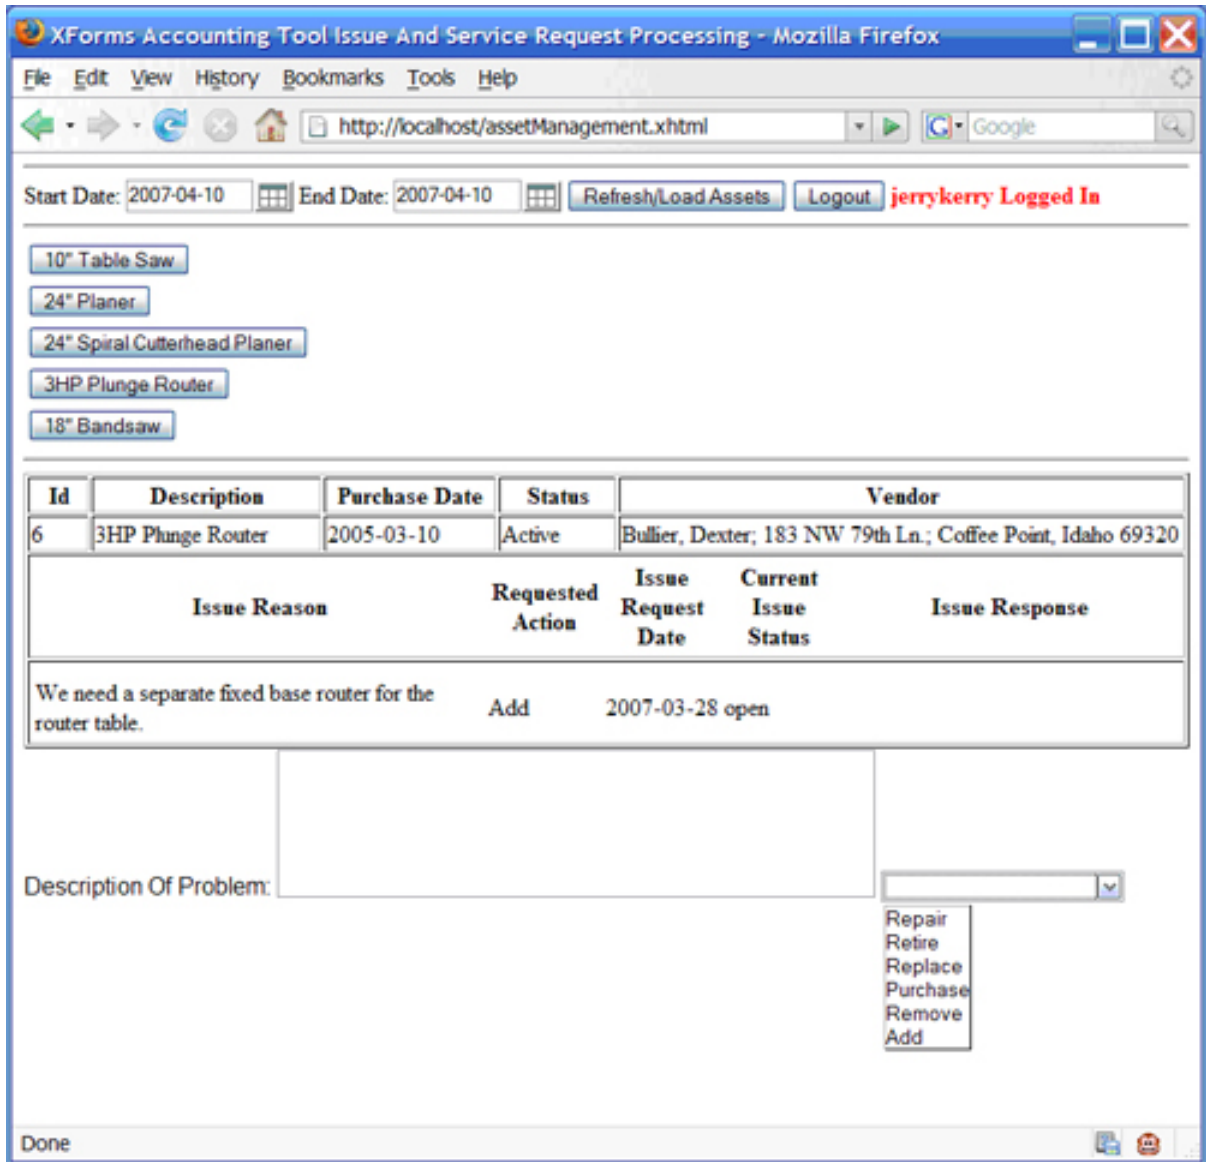 XForms Accounting Tool Issue And Service Request Processing - Mozilla Firefox
File Edit View History Bookmarks Tools Help
http://localhost/assetManagement.xhtml G Google
Start Date: 2007-04-10 End Date: 2007-04-10 Refresh/Load Assets Logout jerrykerry Logged In
10" Table Saw
24" Planer
24" Spiral Cutterhead Planer
3HP Plunge Router
18" Bandsaw
Id Description Purchase Date Status Vendor
6 3HP Plunge Router 2005-03-10 Active Bullier, Dexter; 183 NW 79th Ln.; Coffee Point, Idaho 69320
Issue Reason Requested Action Issue Request Date Current Issue Status Issue Response
We need a separate fixed base router for the
router table. Add 2007-03-28 open
Description Of Problem:
Repair
Retire
Replace
Purchase
Remove
Add
Done